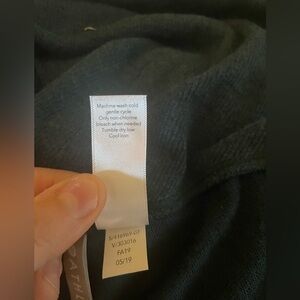 Machine wash cold
gentle cycle
Only non-chlorine
bleach when needed
Tumble dry low
Cool iron
V#303016
FA19
05/19